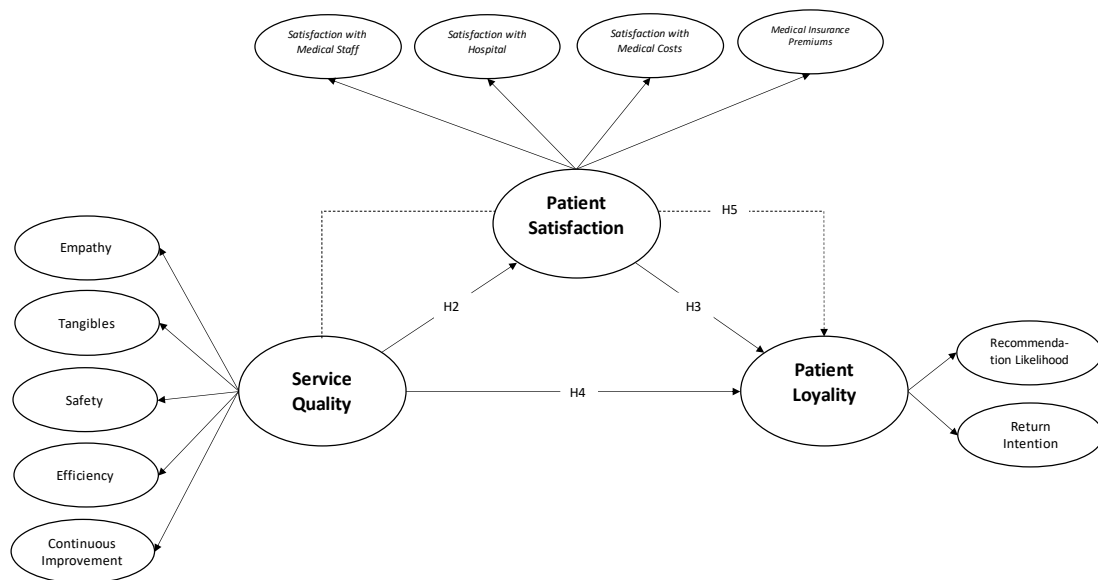 Satisfaction with
Medical Staff
Satisfaction with
Hospital
Satisfaction with
Medical Costs
Medical Insurance
Premiums
Patient
Satisfaction
H5
Empathy
Tangibles
Safety
Efficiency
Continuous
Improvement
H2
H3
Service
Quality
H4
Patient
Loyality
Recommenda-
tion Likelihood
Return
Intention